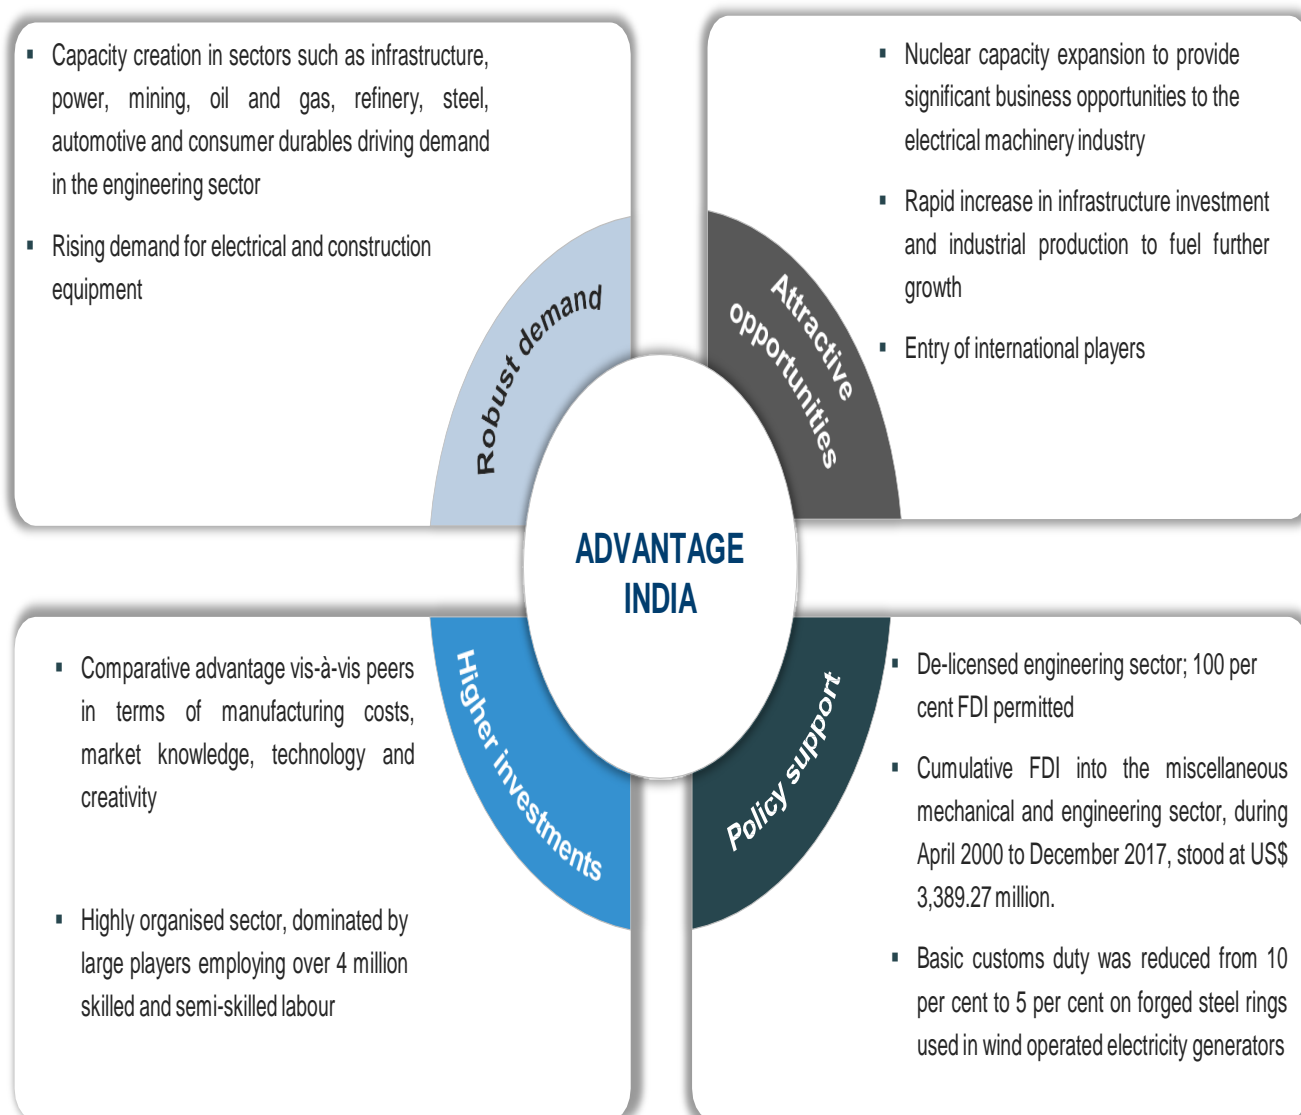 Capacity creation in sectors such as infrastructure,
power, mining, oil and gas, refinery, steel,
automotive and consumer durables driving demand
in the engineering sector
Rising demand for electrical and construction
equipment
Robust demand
Nuclear capacity expansion to provide
significant business opportunities to the
electrical machinery industry
Rapid increase in infrastructure investment
and industrial production to fuel further
growth
Entry of international players
Attractive
opportunities
ADVANTAGE
INDIA
Comparative advantage vis-à-vis peers
in terms of manufacturing costs,
market knowledge, technology and
creativity
Highly organised sector, dominated by
large players employing over 4 million
skilled and semi-skilled labour
Higher investments
Policy support
De-licensed engineering sector; 100 per
cent FDI permitted
Cumulative FDI into the miscellaneous
mechanical and engineering sector, during
April 2000 to December 2017, stood at US$
3,389.27 million.
Basic customs duty was reduced from 10
per cent to 5 per cent on forged steel rings
used in wind operated electricity generators